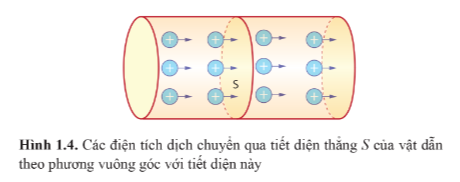 S
Hình 1.4. Các điện tích dịch chuyển qua tiết diện thẳng S của vật dẫn
theo phương vuông góc với tiết diện này